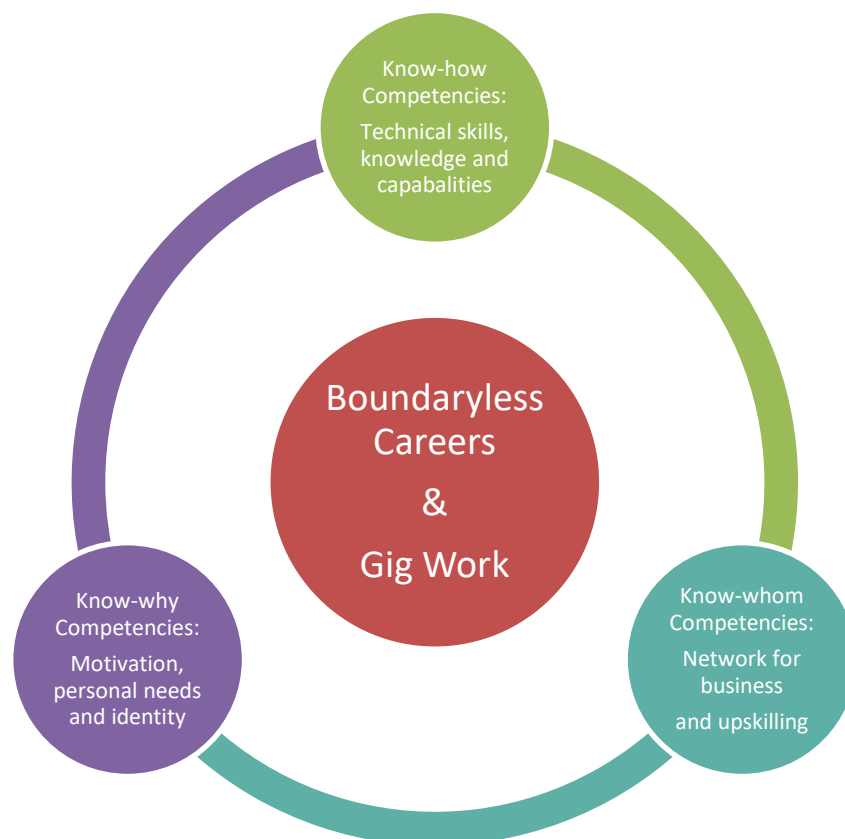 Know-how
Competencies:
Technical skills,
knowledge and
capabalities
Boundaryless
Careers
&
Gig Work
Know-why
Competencies:
Motivation,
personal needs
and identity
Know-whom
Competencies:
Network for
business
and upskilling